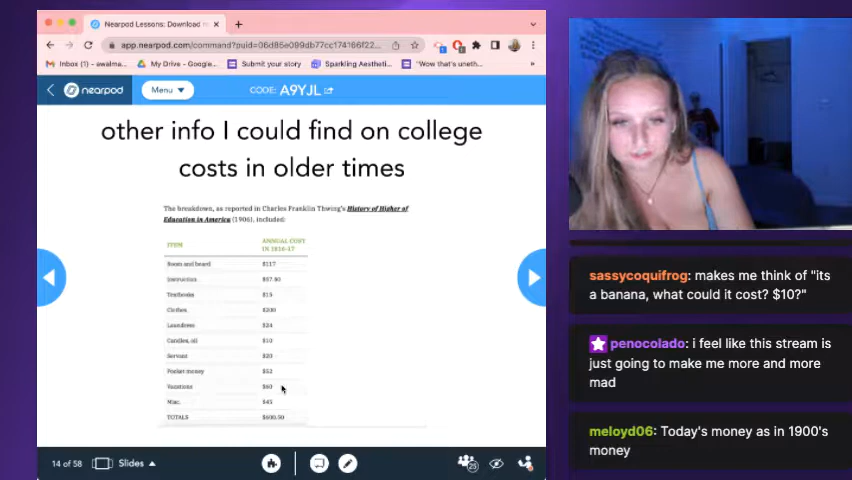 Nearpod Lessons: Download r
app.nearpod.com/command?puid=06d85e099db77cc174166f22...
Inbox (1) - awalma...
My Drive - Google...
Submit your story
Sparkling Aestheti...
"Wow that's uneth...
nearpod
Menu
CODE: A9YJL
other info I could find on college
costs in older times
The breakdown, as reported in Charles Franklin Thwing's History of Higher of
Education in America (1906), included:
ITEM ANNUAL COST
IN 1816-17
Room and board $117
Instruction $57.50
Textbooks $15
Clothes $200
Laundress $24
Candles, oil $10
Servant $20
Pocket money $52
Vacations $60
Misc. $45
TOTALS $600.50
14 of 58
Slides
25
sassycoquifrog: makes me think of "its
a banana, what could it cost? $10?"
penocolado: i feel like this stream is
just going to make me more and more
mad
meloyd06: Today's money as in 1900's
money